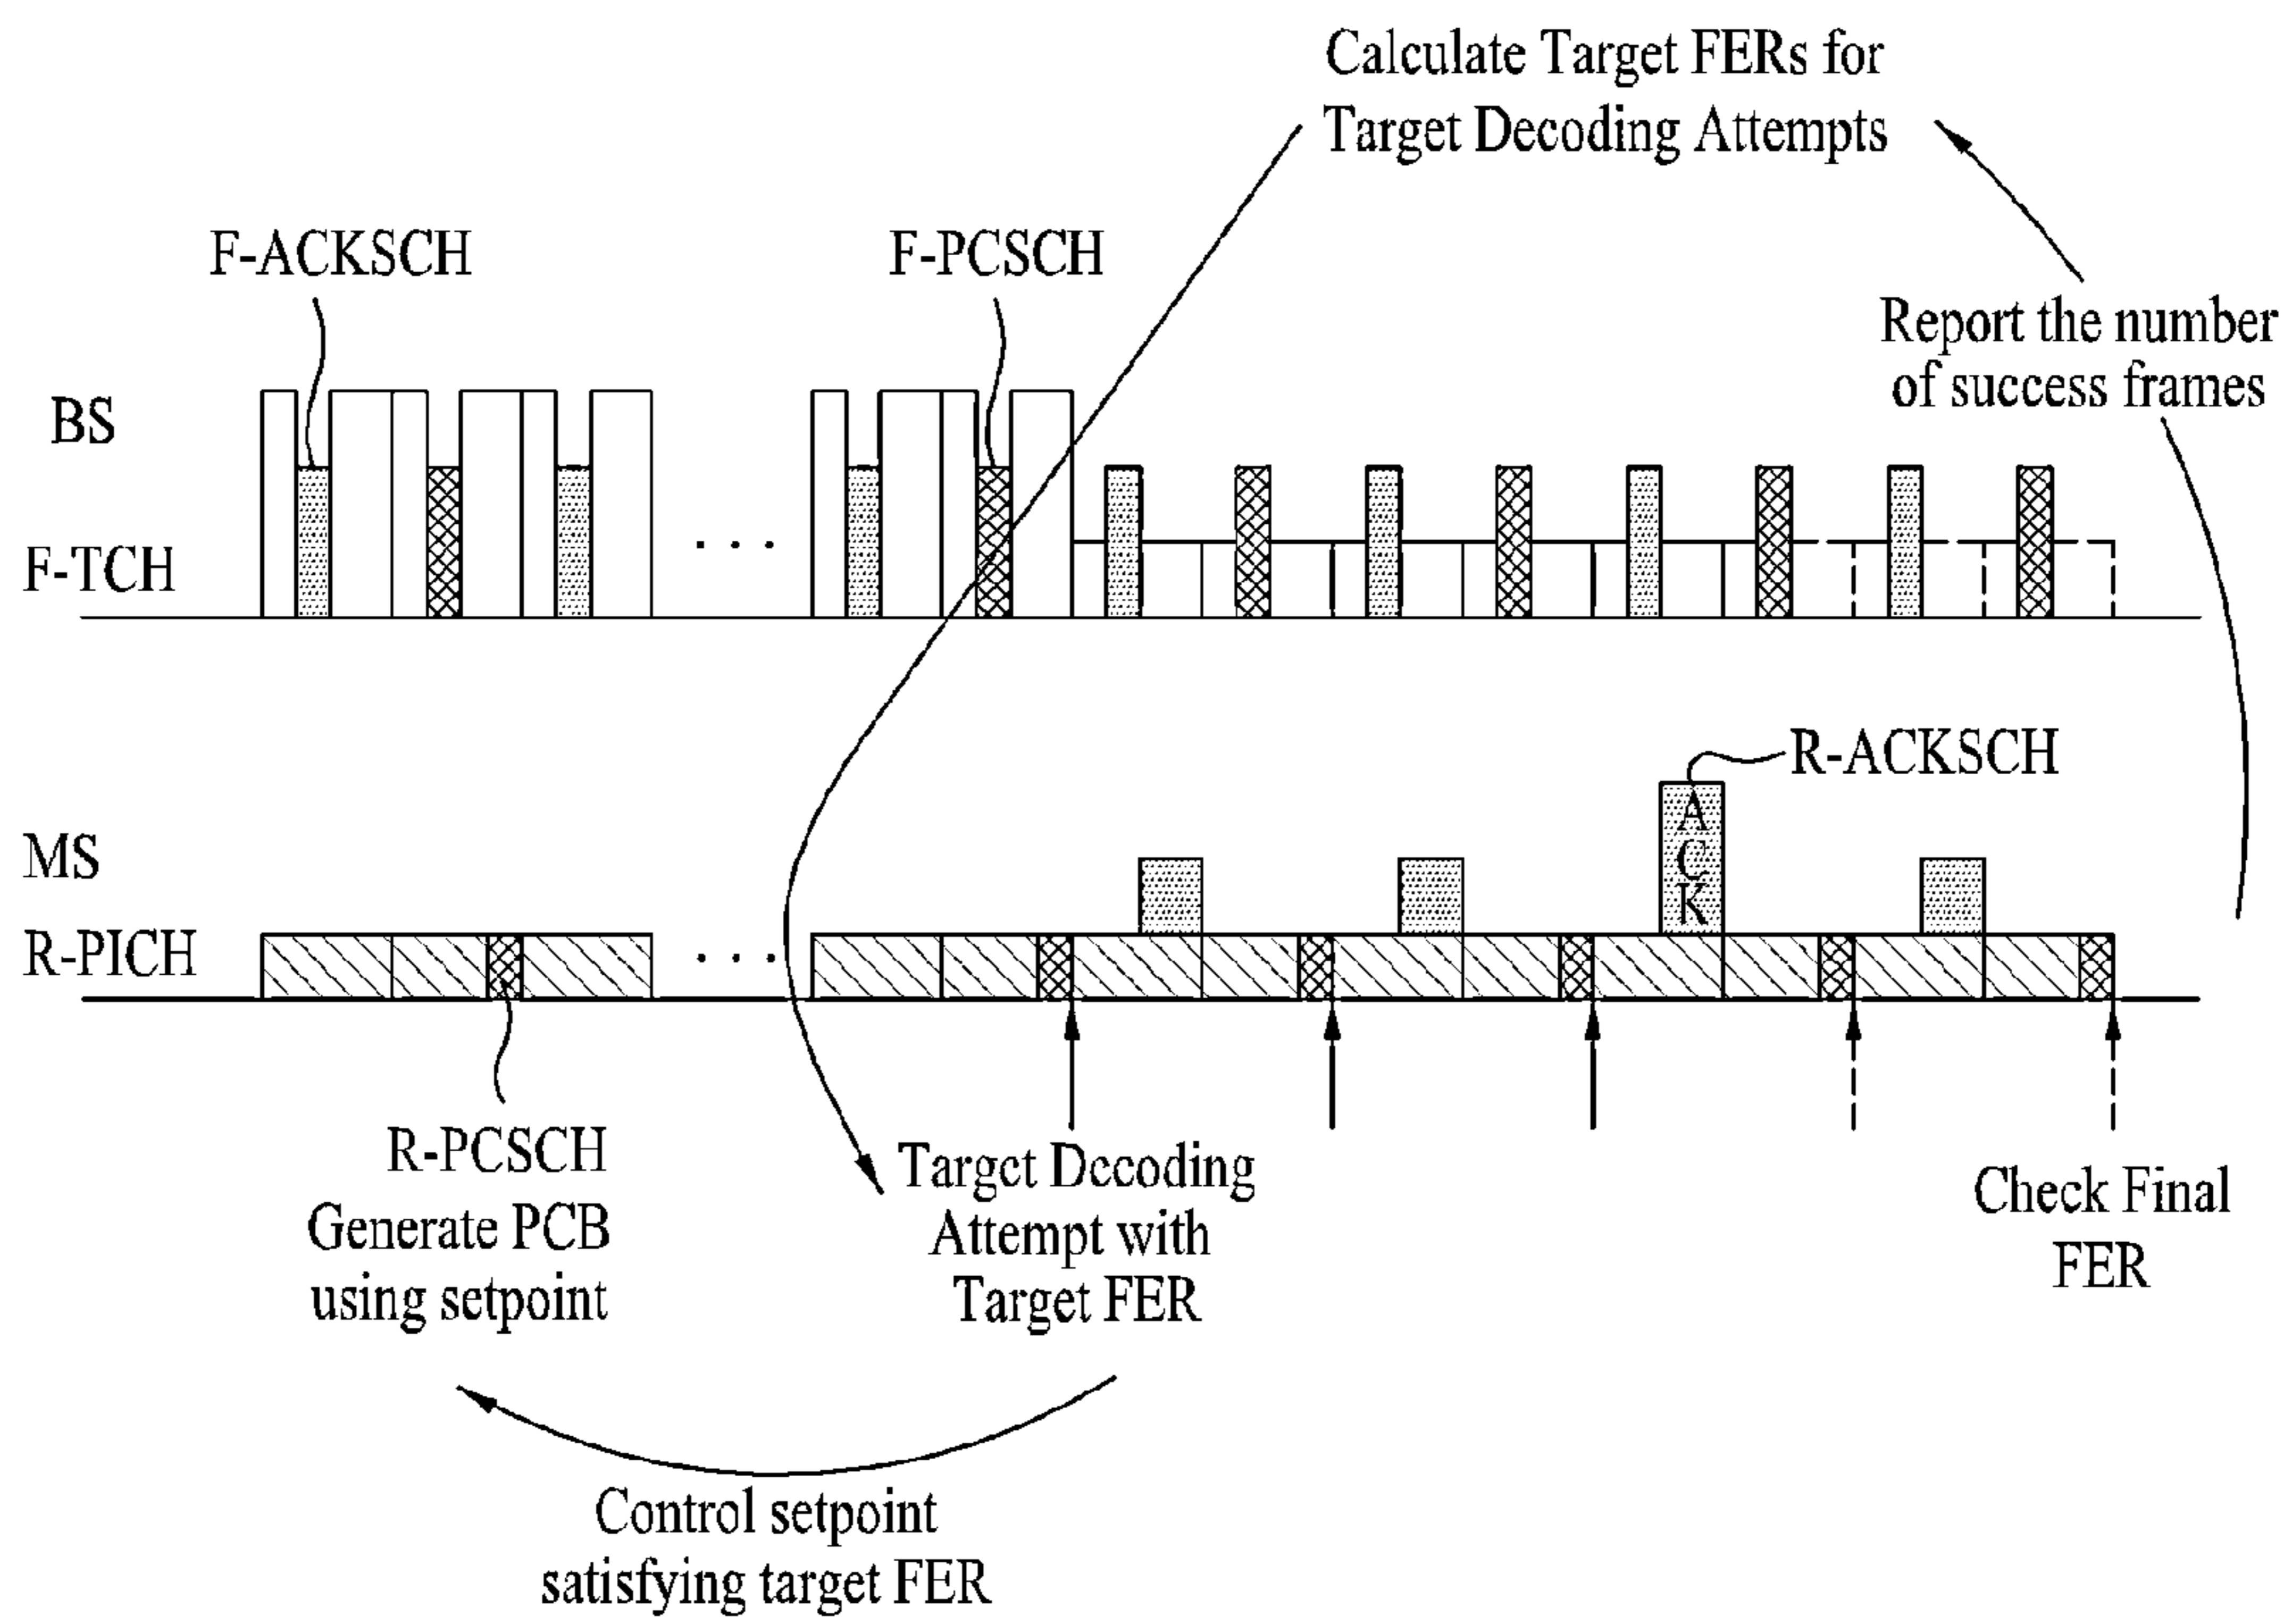 Calculate Target FERs for
Target Decoding Attempts
F-ACKSCH
F-PCSCH
Report the number
of success frames
BS
F-TCH
R-ACKSCH
ACK
MS
R-PICH
R-PCSCH
Generate PCB
using setpoint
Target Decoding
Attempt with
Target FER
Check Final
FER
Control setpoint
satisfying target FER